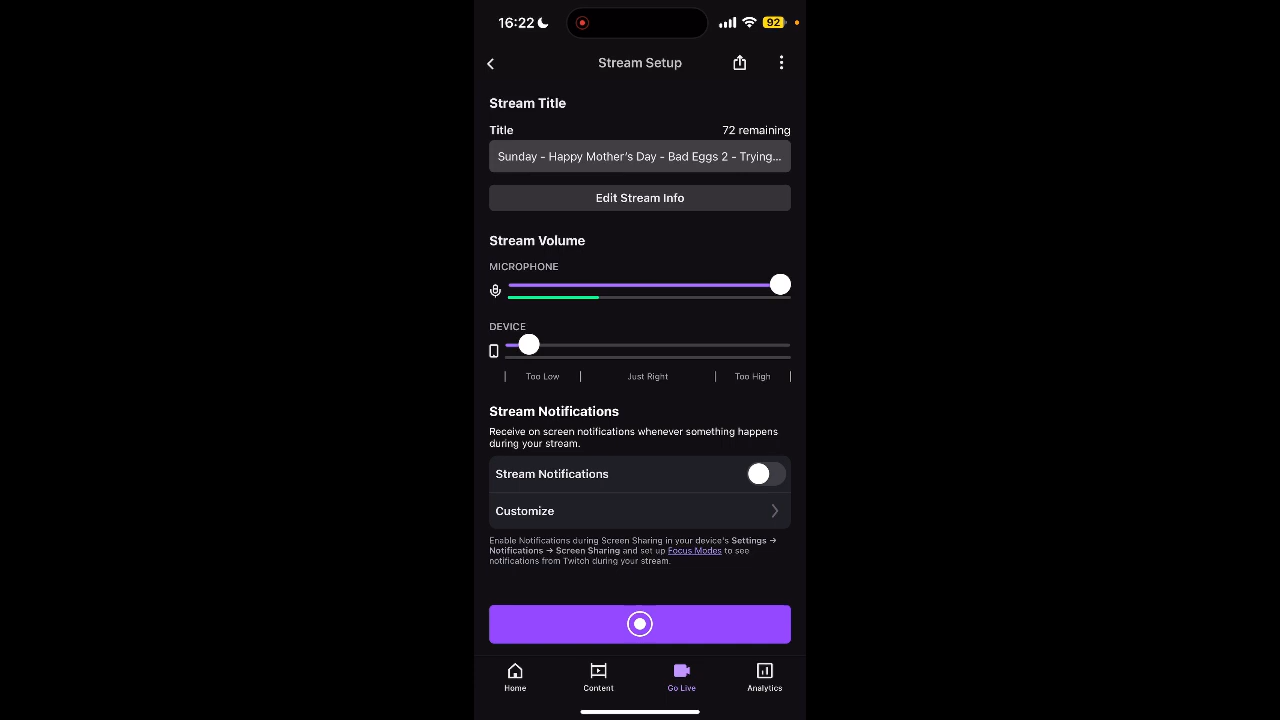 16:22
92
Stream Setup
Stream Title
Title
72 remaining
Sunday - Happy Mother's Day - Bad Eggs 2 - Trying...
Edit Stream Info
Stream Volume
MICROPHONE
DEVICE
Too Low
Just Right
Too High
Stream Notifications
Receive on screen notifications whenever something happens
during your stream.
Stream Notifications
Customize
Enable Notifications during Screen Sharing in your device's Settings →
Notifications → Screen Sharing and set up Focus Modes to see
notifications from Twitch during your stream.
Home
Content
Go Live
Analytics